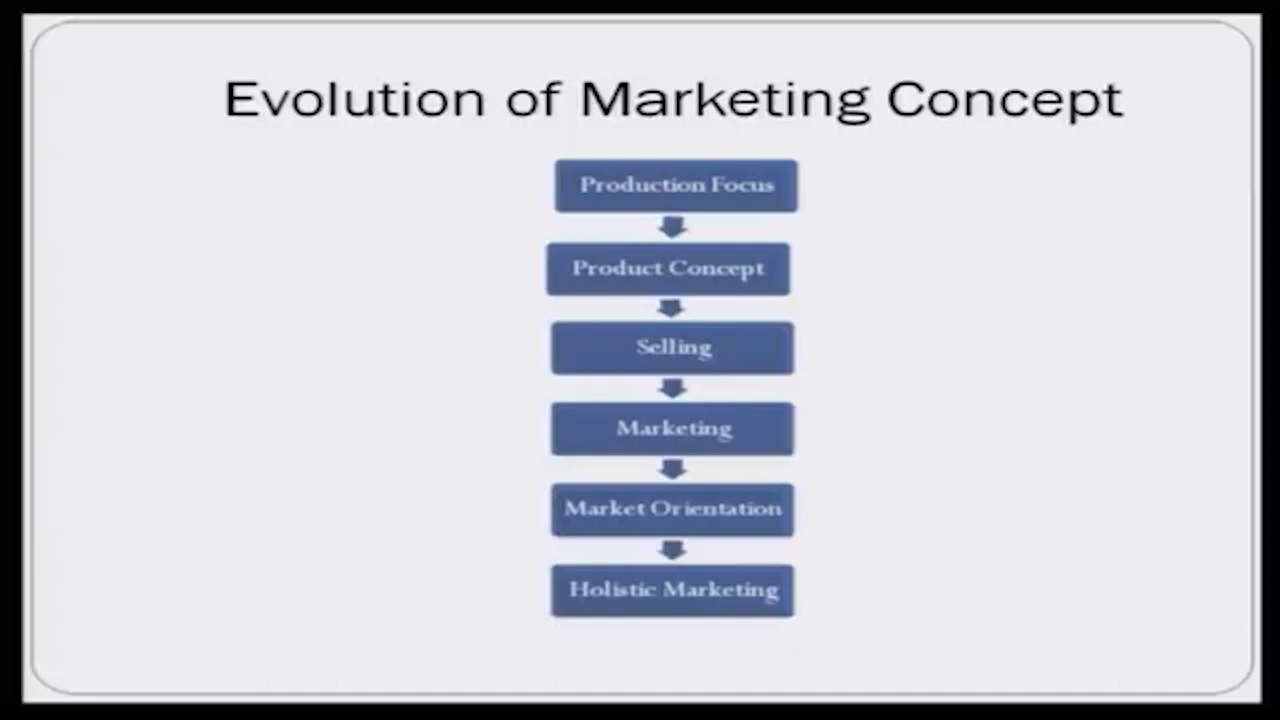 Evolution of Marketing Concept
Production Focus
Product Concept
Selling
Marketing
Market Orientation
Holistic Marketing